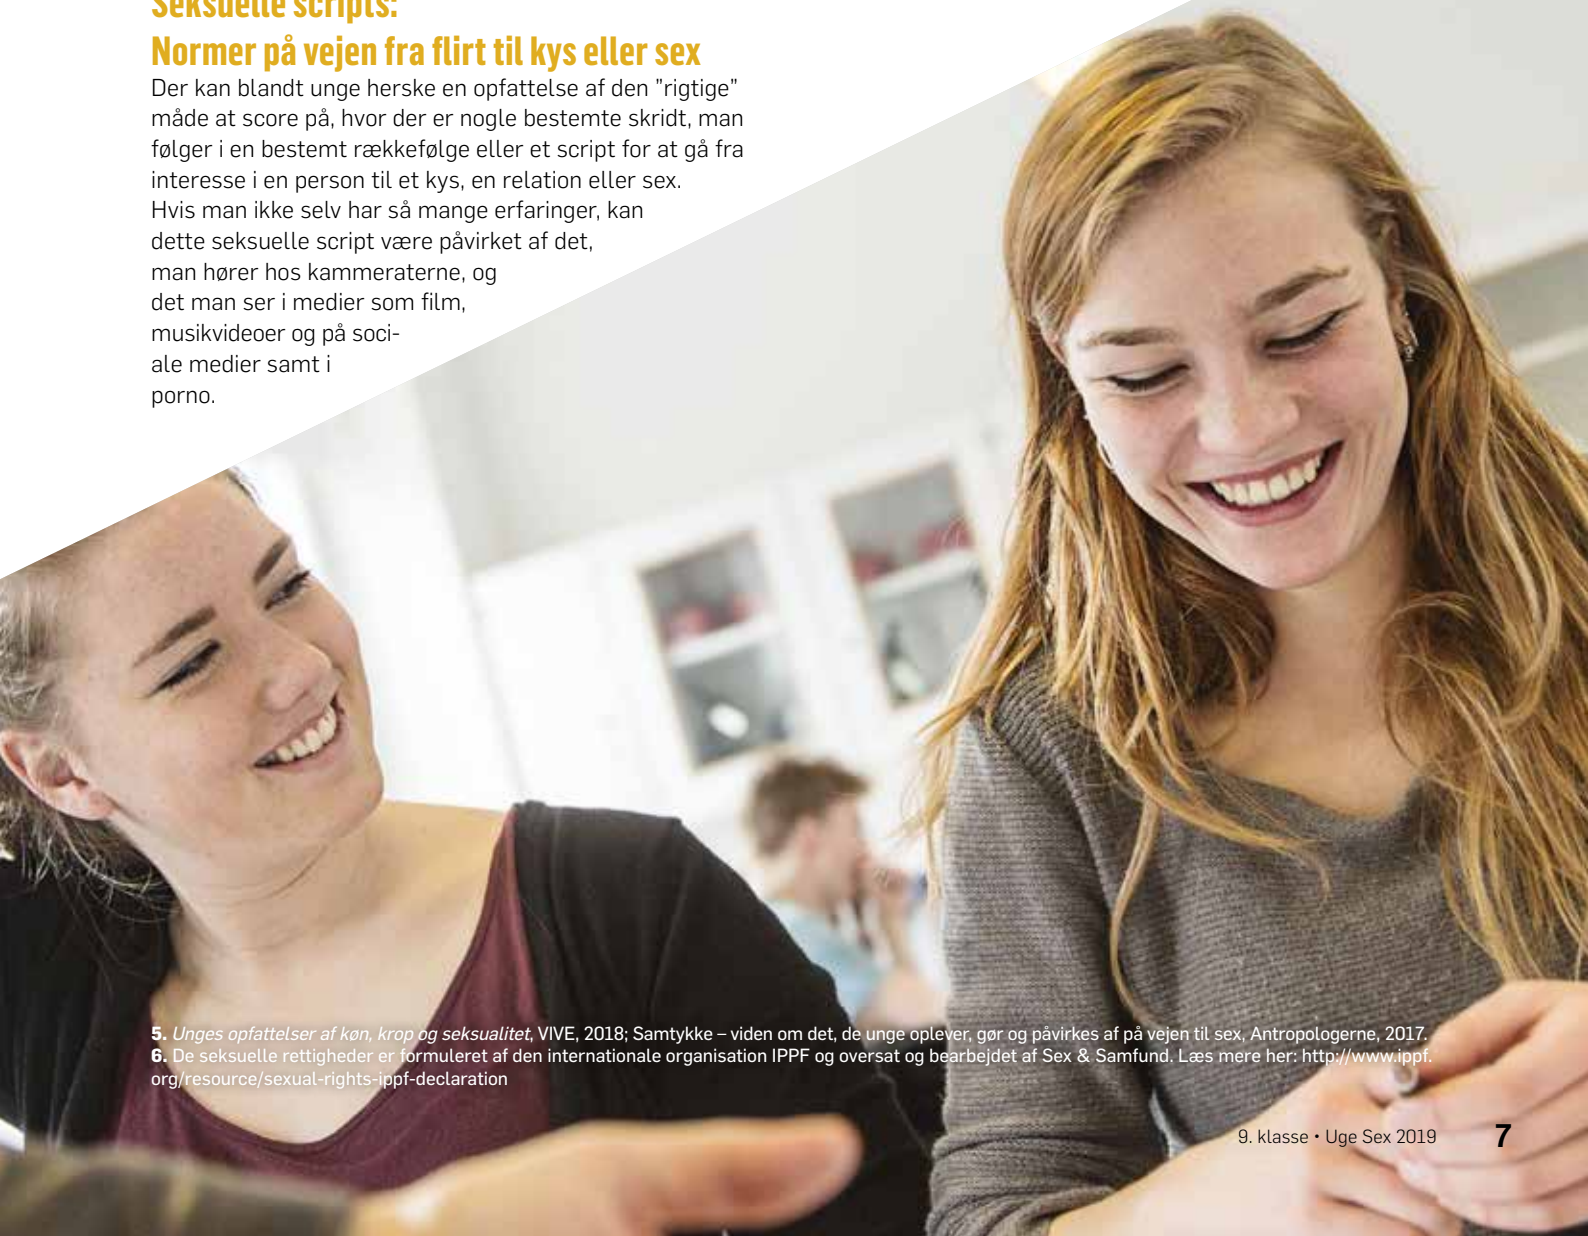 Seksuelle scripts:
Normer på vejen fra flirt til kys eller sex
Der kan blandt unge herske en opfattelse af den ”rigtige”
måde at score på, hvor der er nogle bestemte skridt, man
følger i en bestemt rækkefølge eller et script for at gå fra
interesse i en person til et kys, en relation eller sex.
Hvis man ikke selv har så mange erfaringer, kan
dette seksuelle script være påvirket af det,
man hører hos kammeraterne, og
det man ser i medier som film,
musikvideoer og på soci-
ale medier samt i
porno.
5. Unges opfattelser af køn, krop og seksualitet, VIVE, 2018; Samtykke – viden om det, de unge oplever, gør og påvirkes af på vejen til sex, Antropologerne, 2017.
6. De seksuelle rettigheder er formuleret af den internationale organisation IPPF og oversat og bearbejdet af Sex & Samfund. Læs mere her: http://www.ippf.
org/resource/sexual-rights-ippf-declaration
9. klasse • Uge Sex 2019 7